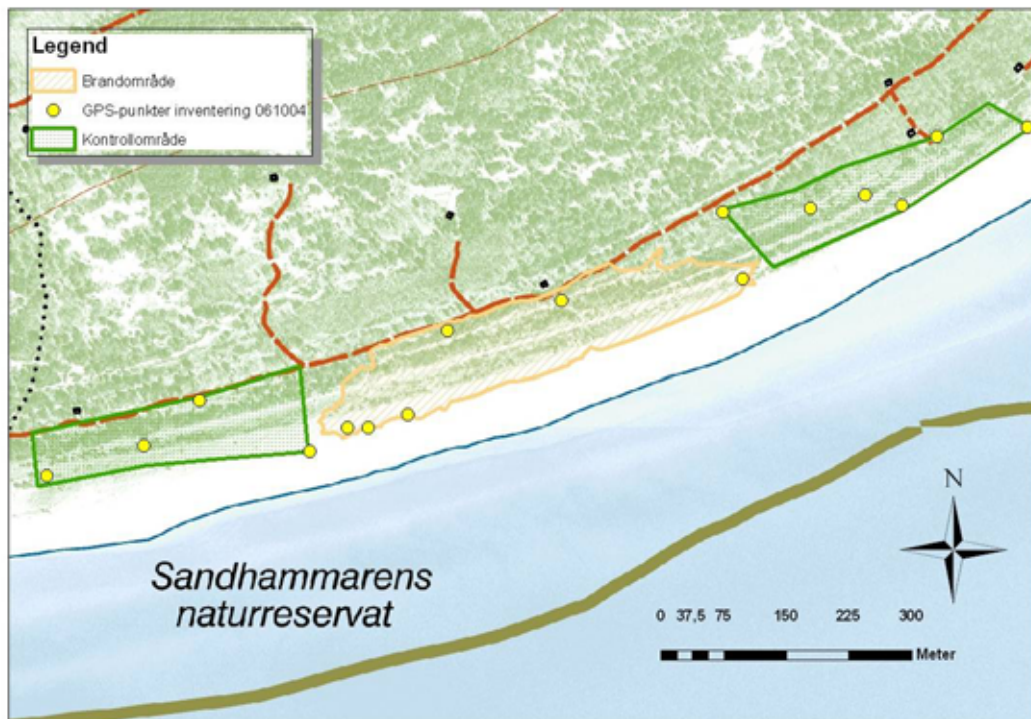 Legend
Brandområde
GPS-punkter inventering 061004
Kontrollområde
Sandhammarens
naturreservat
N
0 37,5 75 150 225 300
Meter